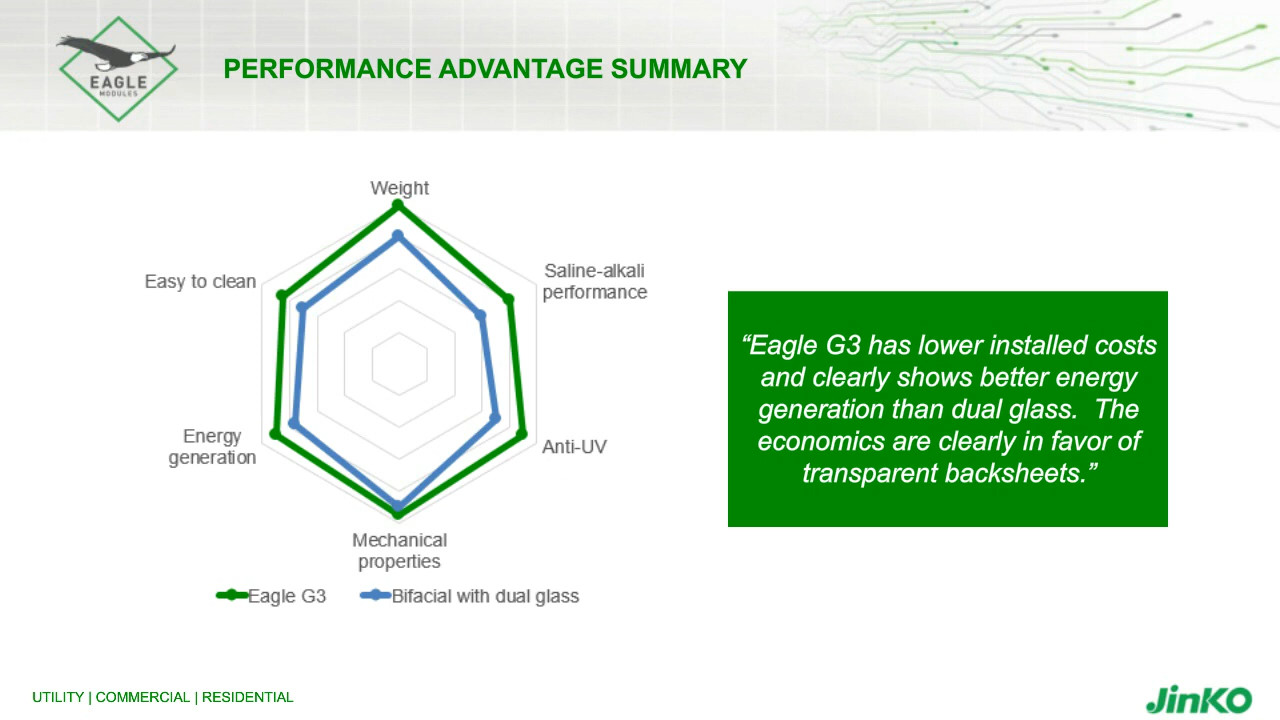 EAGLE
MODULES
PERFORMANCE ADVANTAGE SUMMARY
Weight
Saline-alkali
performance
Easy to clean
Energy
generation
Anti-UV
Mechanical
properties
Eagle G3
Bifacial with dual glass
“Eagle G3 has lower installed costs
and clearly shows better energy
generation than dual glass.  The
economics are clearly in favor of
transparent backsheets.”
UTILITY | COMMERCIAL | RESIDENTIAL
JinKO